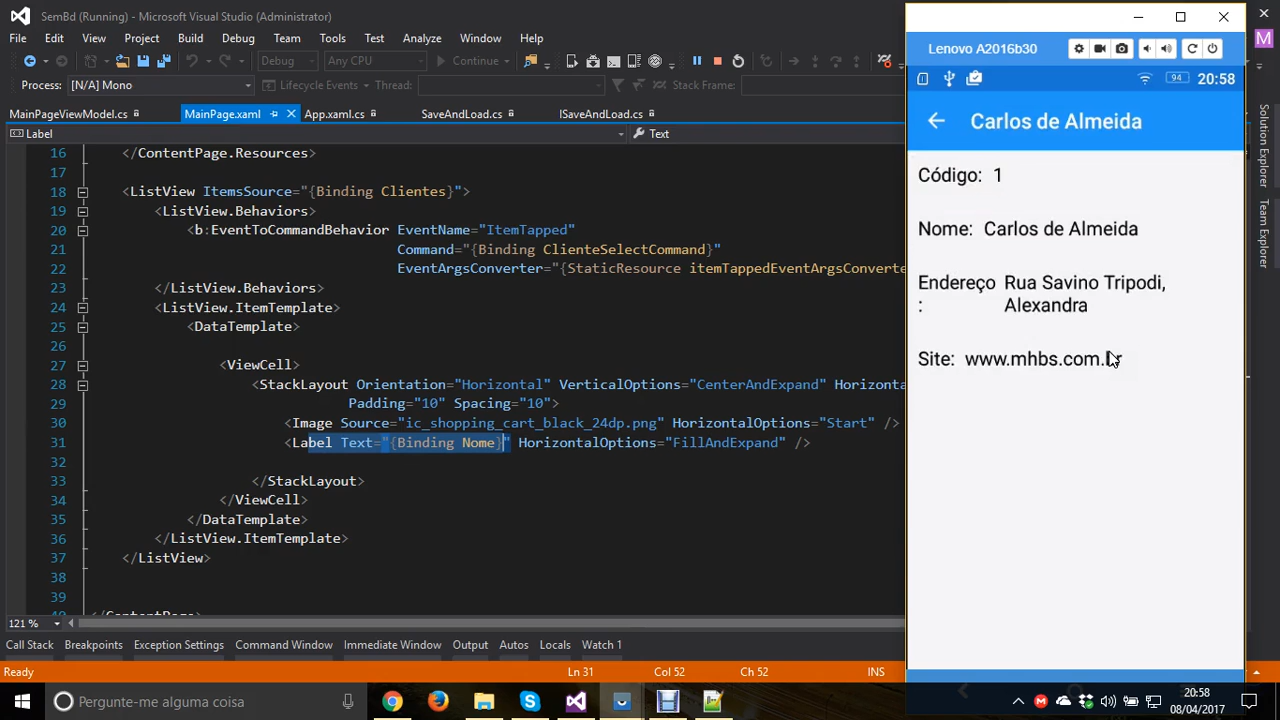 SemBd (Running) - Microsoft Visual Studio (Administrator)
File Edit View Project Build Debug Team Tools Test Analyze Window Help
Debug Any CPU Continue
Process: [N/A] MonoProcess Lifecycle Events Thread: Stack Frame:
MainPageViewModel.cs MainPage.xaml App.xaml.cs SaveAndLoad.cs ISaveAndLoad.cs
Label Text
16 </ContentPage.Resources>
17
18 <ListView ItemsSource="{Binding Clientes}">
19 <ListView.Behaviors>
20 <b:EventToCommandBehavior EventName="ItemTapped"
21 Command="{Binding ClienteSelectCommand}"
22 EventArgsConverter="{StaticResource itemTappedEventArgsConverte
23 </ListView.Behaviors>
24 <ListView.ItemTemplate>
25 <DataTemplate>
26
27 <ViewCell>
28 <StackLayout Orientation="Horizontal" VerticalOptions="CenterAndExpand" Horizonta
29 Padding="10" Spacing="10">
30 <Image Source="ic_shopping_cart_black_24dp.png" HorizontalOptions="Start" />
31 <Label Text="{Binding Nome}" HorizontalOptions="FillAndExpand" />
32
33 </StackLayout>
34 </ViewCell>
35 </DataTemplate>
36 </ListView.ItemTemplate>
37 </ListView>
38
39
40 </ContentPage>
121 %
Call Stack Breakpoints Exception Settings Command Window Immediate Window Output Autos Locals Watch 1
Ready Ln 31 Col 52 Ch 52 INS
M
Solution Explorer
Team Explorer
Lenovo A2016b30
94 20:58
Carlos de Almeida
Código: 1
Nome: Carlos de Almeida
Endereço Rua Savino Tripodi,
: Alexandra
Site: www.mhbs.com.br
Pergunte-me alguma coisa
20:58
08/04/2017